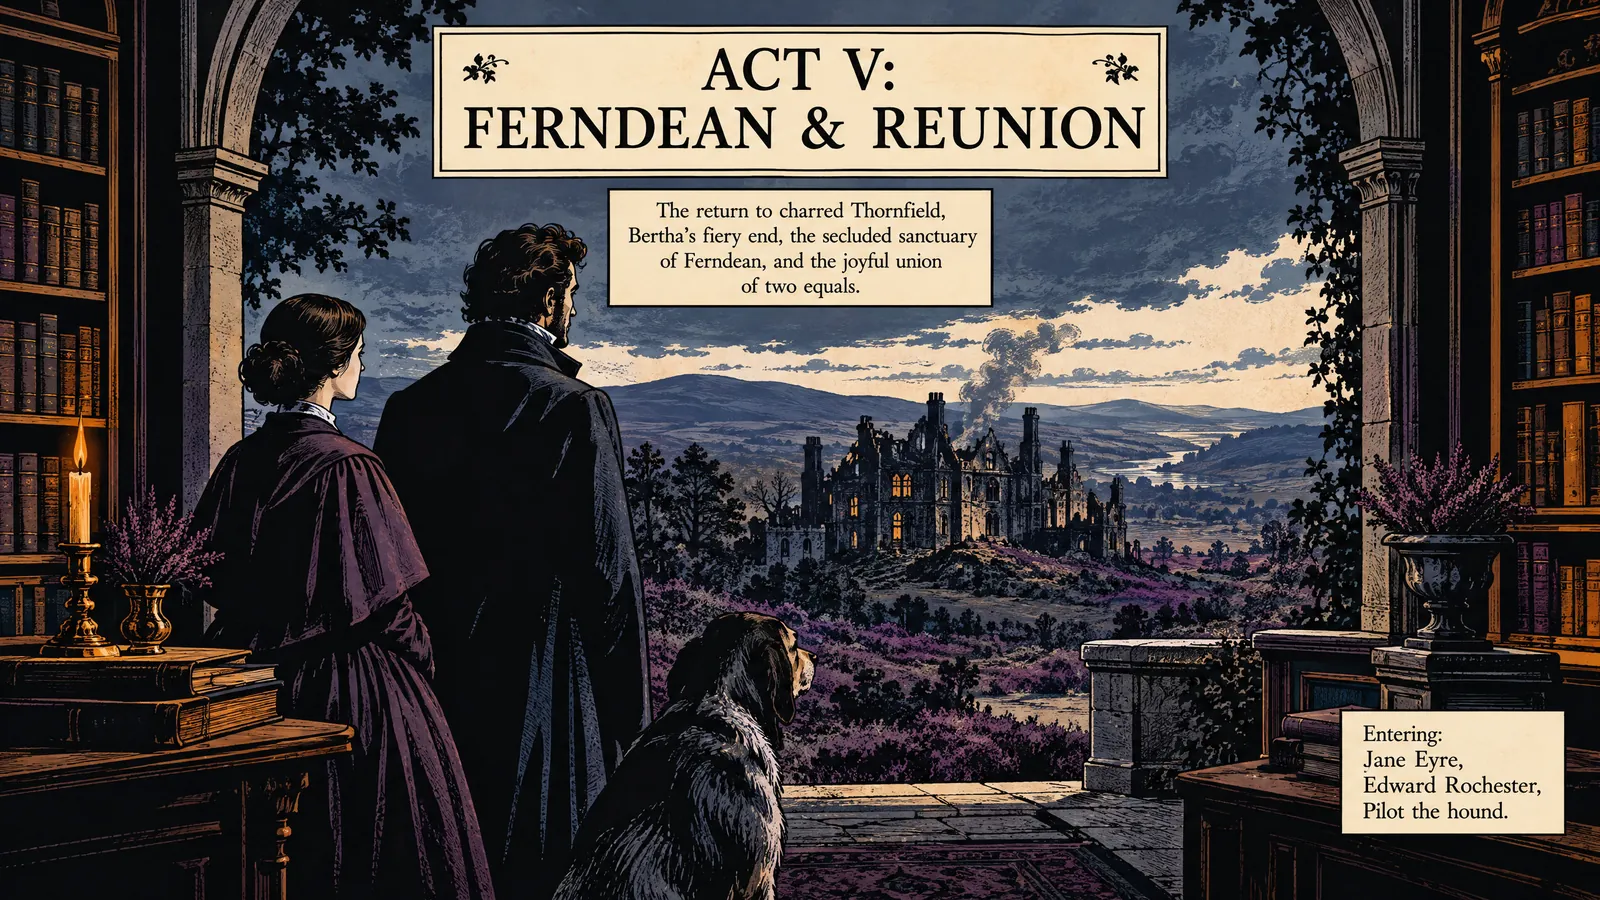 ACT V:
FERNDEAN & REUNION
The return to charred Thornfield,
Bertha's fiery end, the secluded sanctuary
of Ferndean, and the joyful union
of two equals.
Entering:
Jane Eyre,
Edward Rochester,
Pilot the hound.